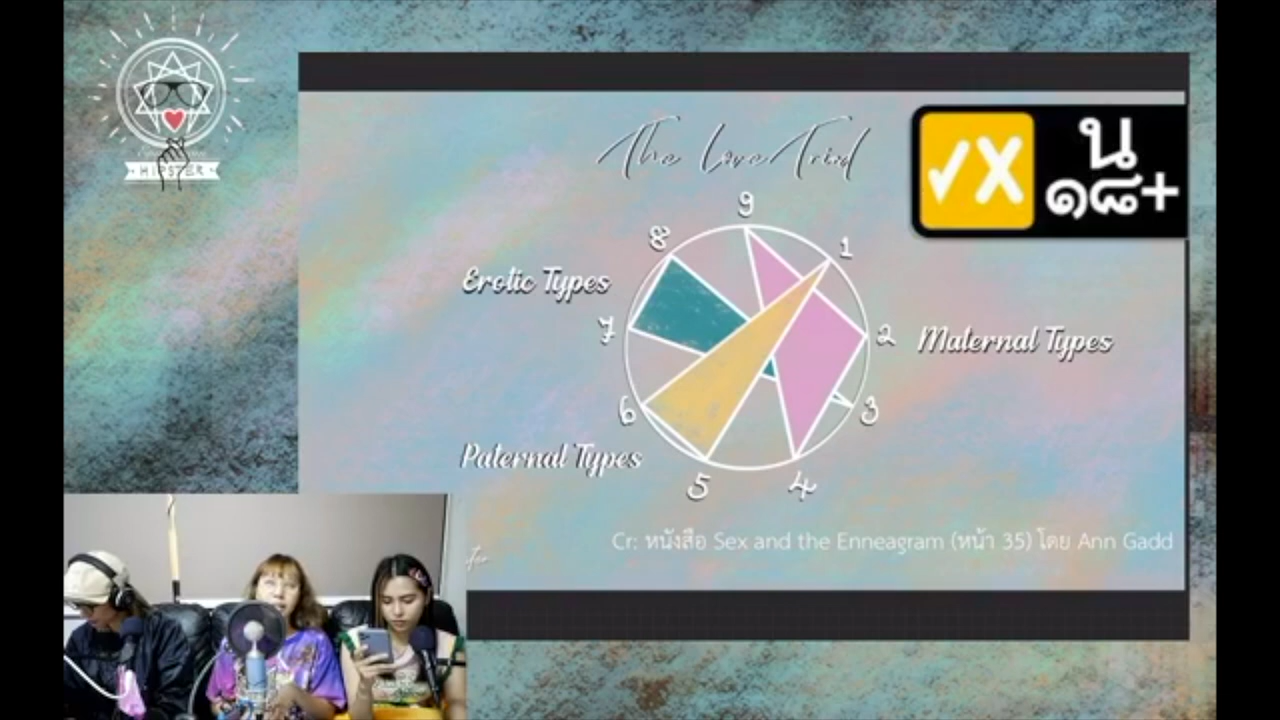 HIPSTER
The Love Triad
√X
น
๑๘+
9
8
1
Erotic Types
7
2
Maternal Types
6
3
Paternal Types
5
4
Cr: หนังสือ Sex and the Enneagram (หน้า 35) โดย Ann Gadd